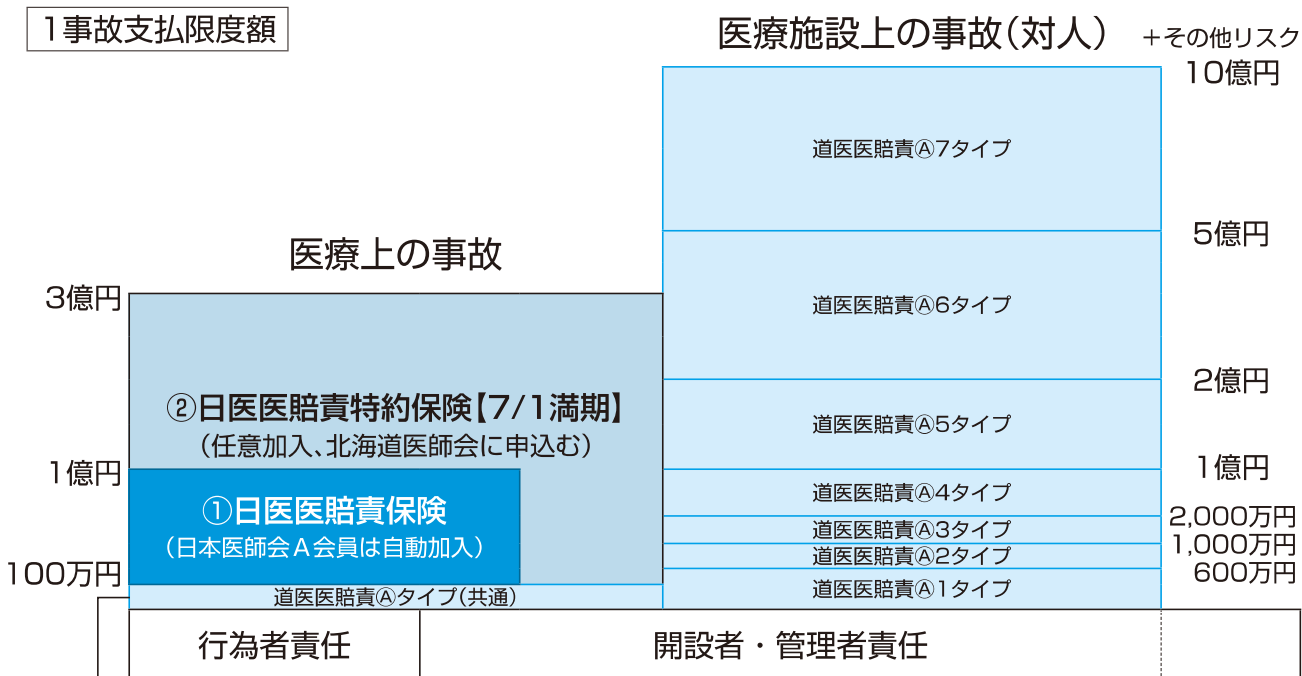 1事故支払限度額
医療施設上の事故(対人)
+その他リスク
10億円
道医医賠責Ⓐ7タイプ
5億円
医療上の事故
3億円
道医医賠責Ⓐ6タイプ
2億円
②日医医賠責特約保険【7/1満期】
(任意加入、北海道医師会に申込む)
道医医賠責Ⓐ5タイプ
1億円
1億円
①日医医賠責保険
(日本医師会A会員は自動加入)
道医医賠責Ⓐ4タイプ
2,000万円
道医医賠責Ⓐ3タイプ
1,000万円
道医医賠責Ⓐ2タイプ
600万円
100万円
道医医賠責Ⓐタイプ(共通)
道医医賠責Ⓐ1タイプ
行為者責任
開設者・管理者責任